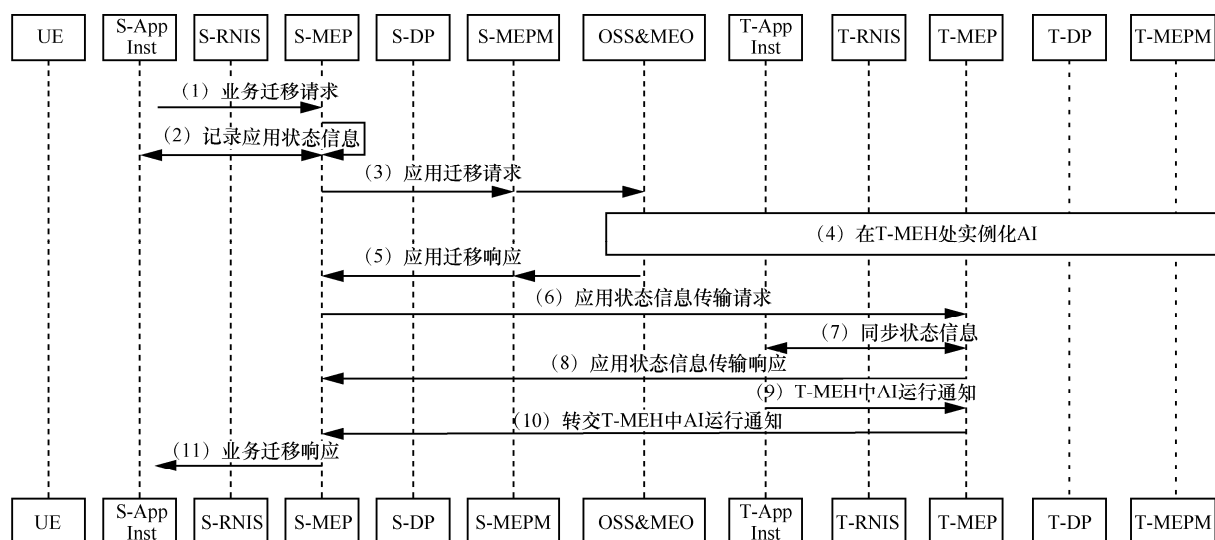 UE
S-App
Inst
S-RNIS
S-MEP
S-DP
S-MEPM
OSS&MEO
T-App
Inst
T-RNIS
T-MEP
T-DP
T-MEPM
（1）业务迁移请求
（2）记录应用状态信息
（3）应用迁移请求
（4）在T-MEH处实例化AI
（5）应用迁移响应
（6）应用状态信息传输请求
（7）同步状态信息
（8）应用状态信息传输响应
（9）T-MEH中AI运行通知
（10）转交T-MEH中AI运行通知
（11）业务迁移响应
UE
S-App
Inst
S-RNIS
S-MEP
S-DP
S-MEPM
OSS&MEO
T-App
Inst
T-RNIS
T-MEP
T-DP
T-MEPM